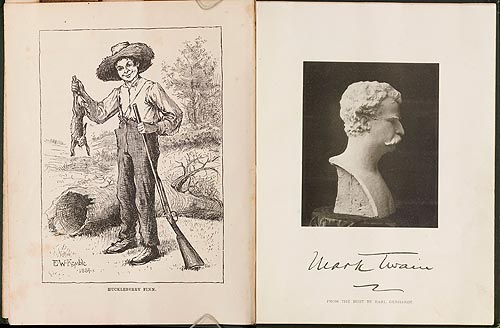 E.W. Kemble
1884.
HUCKLEBERRY FINN.
Mark Twain
FROM THE BUST BY KARL GERHARDT.